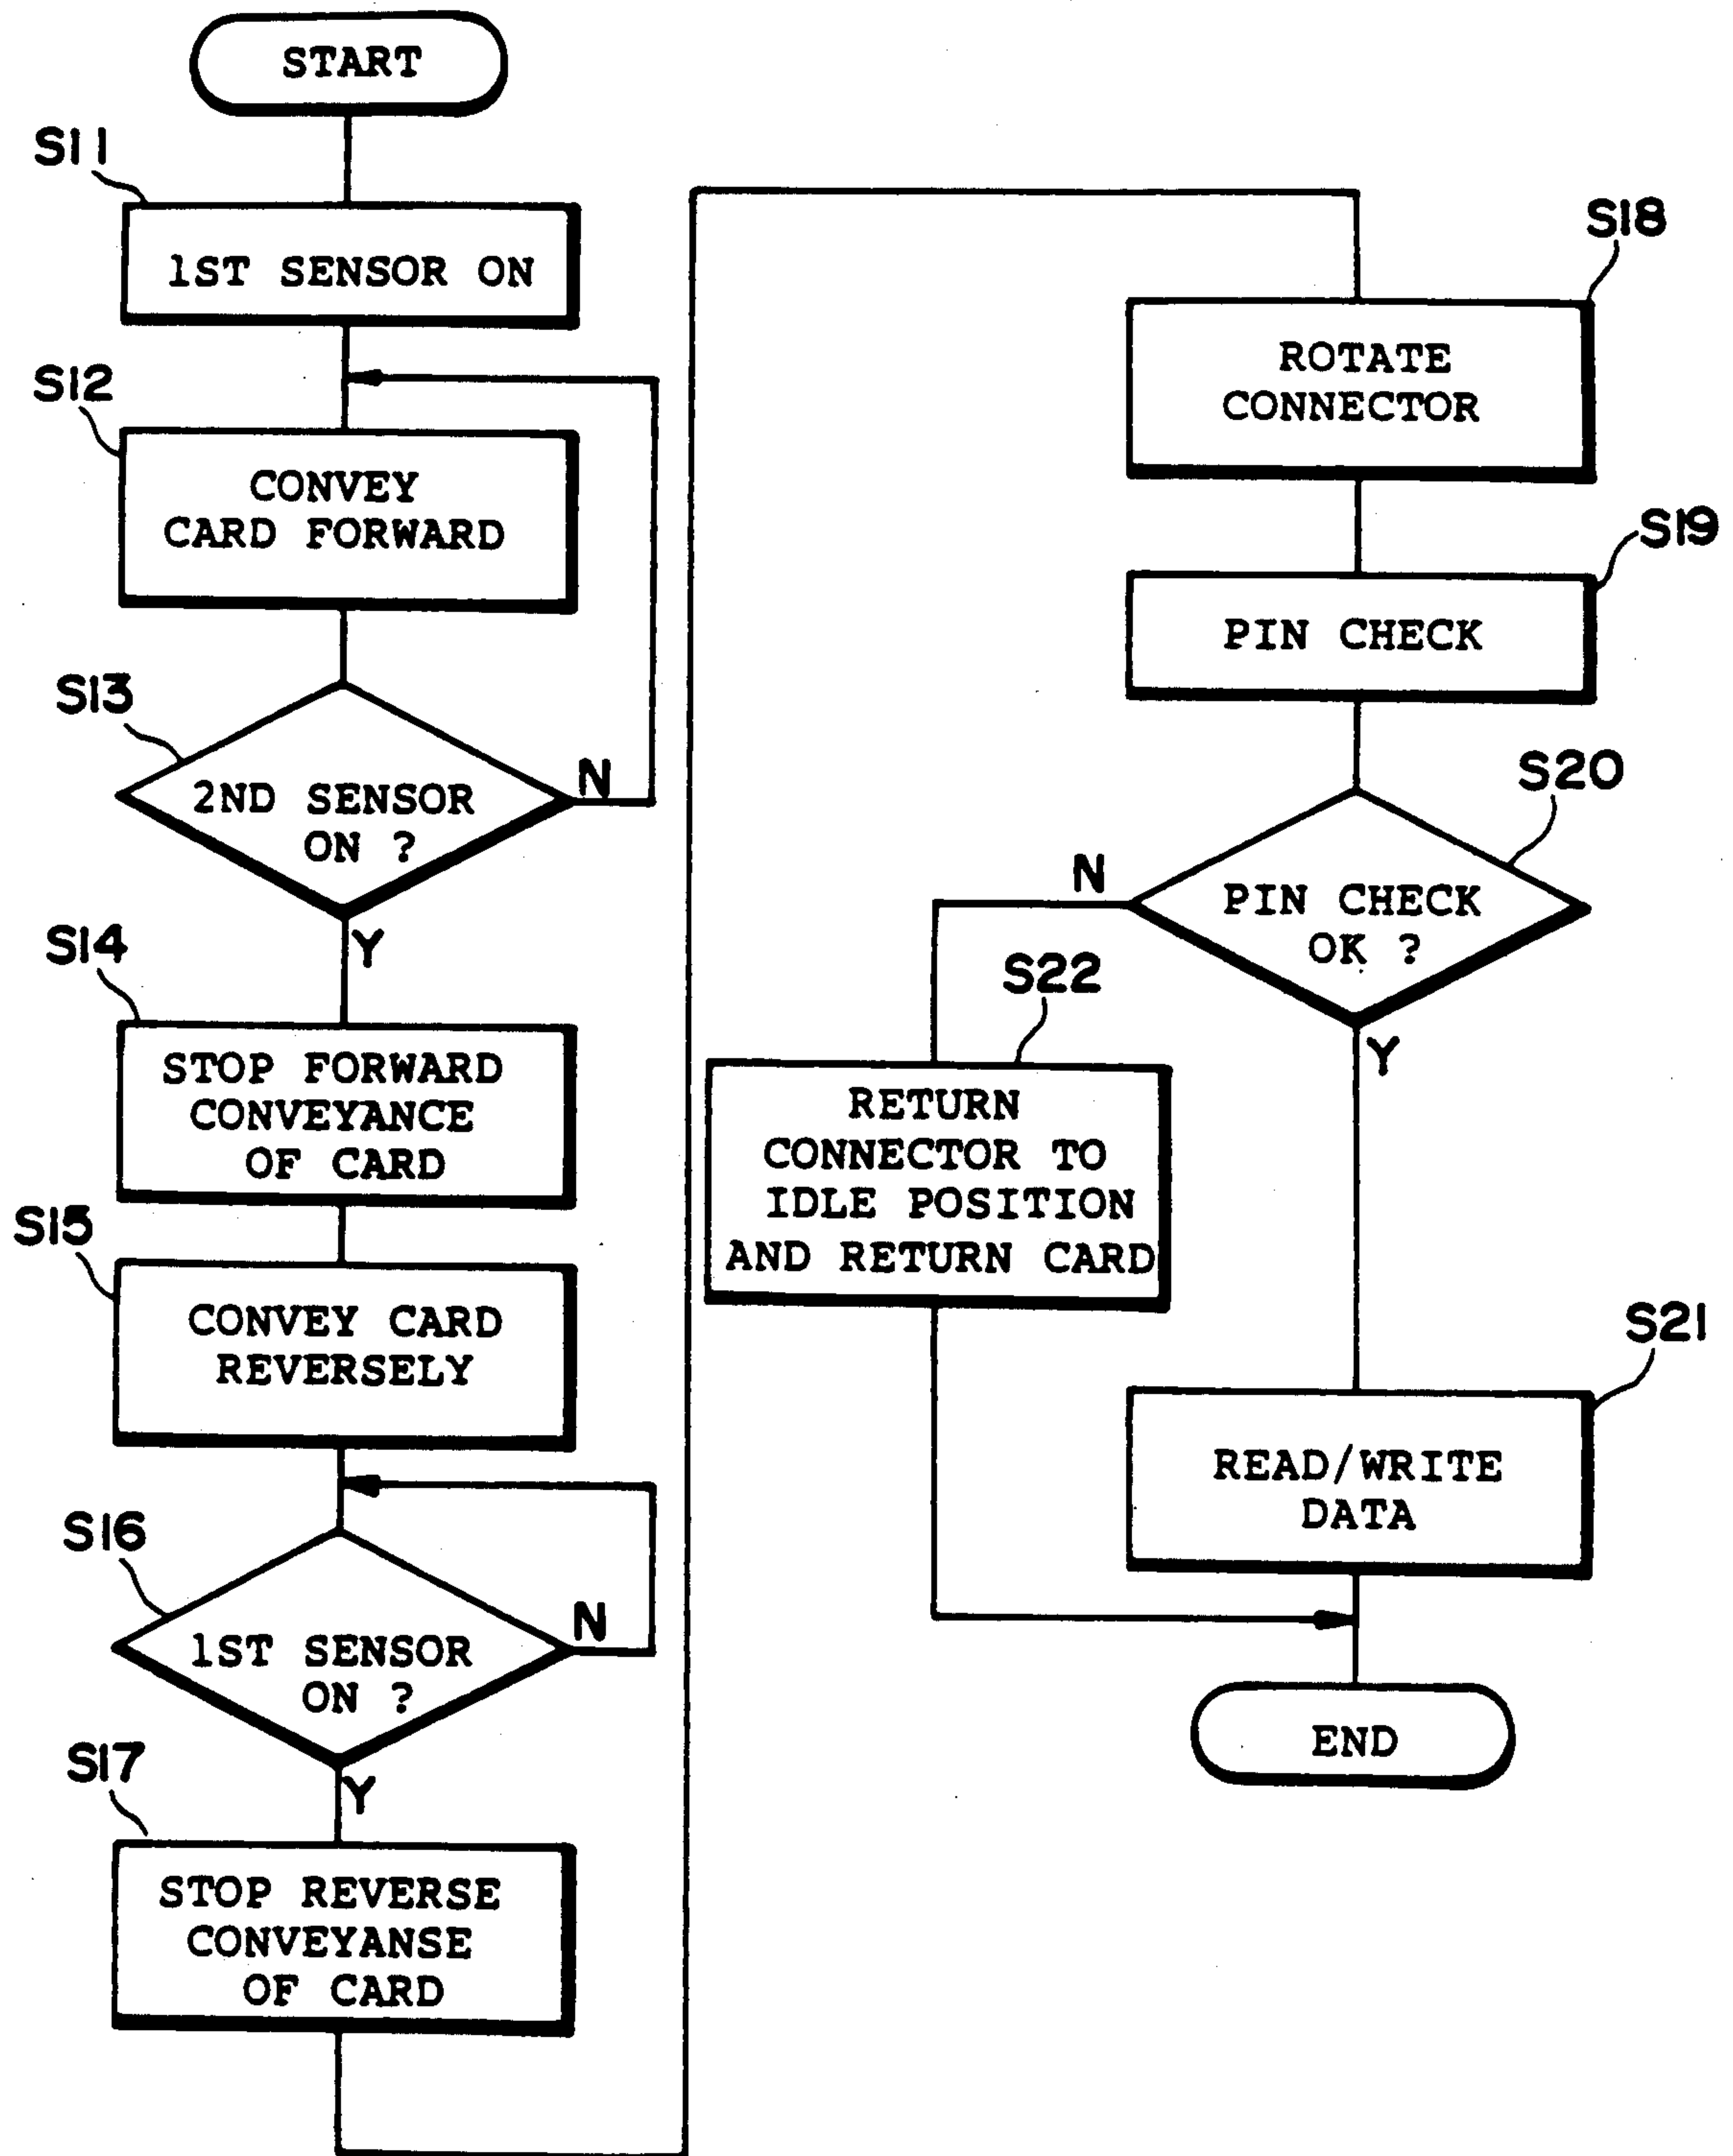 START
S11
1ST SENSOR ON
S12
CONVEY
CARD FORWARD
S13
2ND SENSOR
ON ?
N
Y
S14
STOP FORWARD
CONVEYANCE
OF CARD
S15
CONVEY CARD
REVERSELY
S16
1ST SENSOR
ON ?
N
Y
S17
STOP REVERSE
CONVEYANSE
OF CARD
S18
ROTATE
CONNECTOR
S19
PIN CHECK
S20
PIN CHECK
OK ?
N
Y
S22
RETURN
CONNECTOR TO
IDLE POSITION
AND RETURN CARD
S21
READ/WRITE
DATA
END